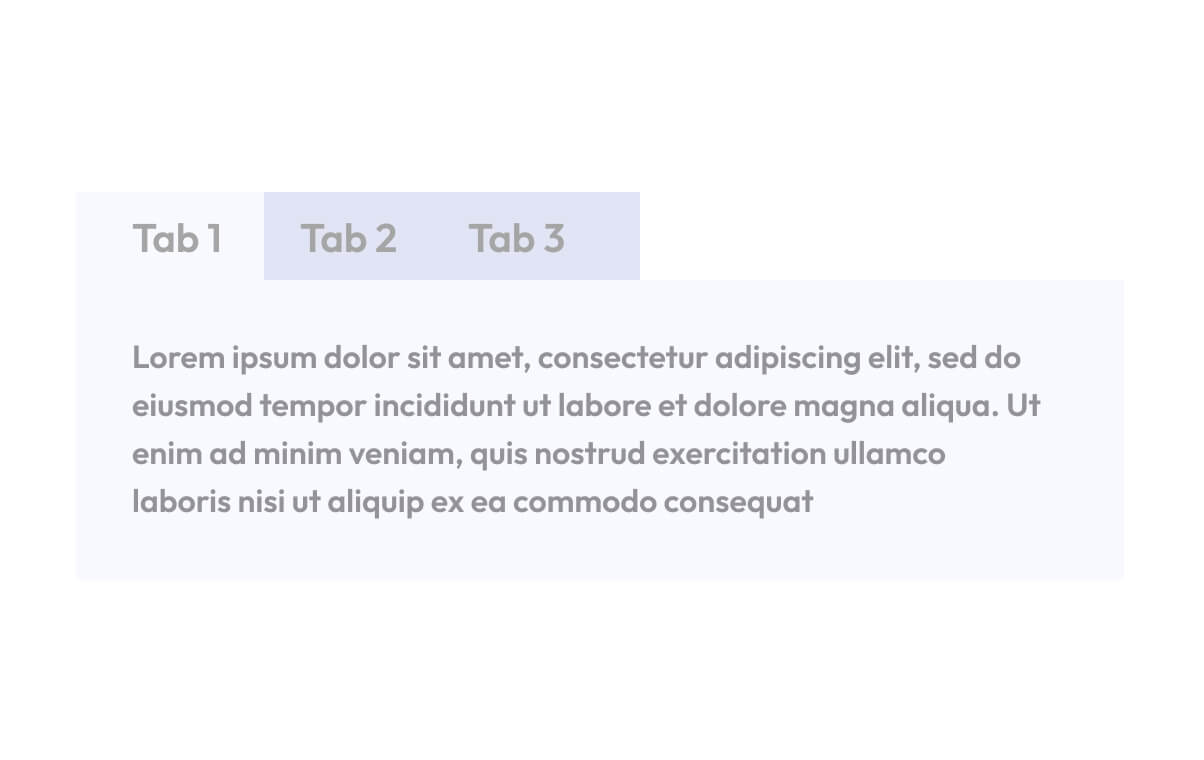 Tab 1 Tab 2 Tab 3
Lorem ipsum dolor sit amet, consectetur adipiscing elit, sed do
eiusmod tempor incididunt ut labore et dolore magna aliqua. Ut
enim ad minim veniam, quis nostrud exercitation ullamco
laboris nisi ut aliquip ex ea commodo consequat